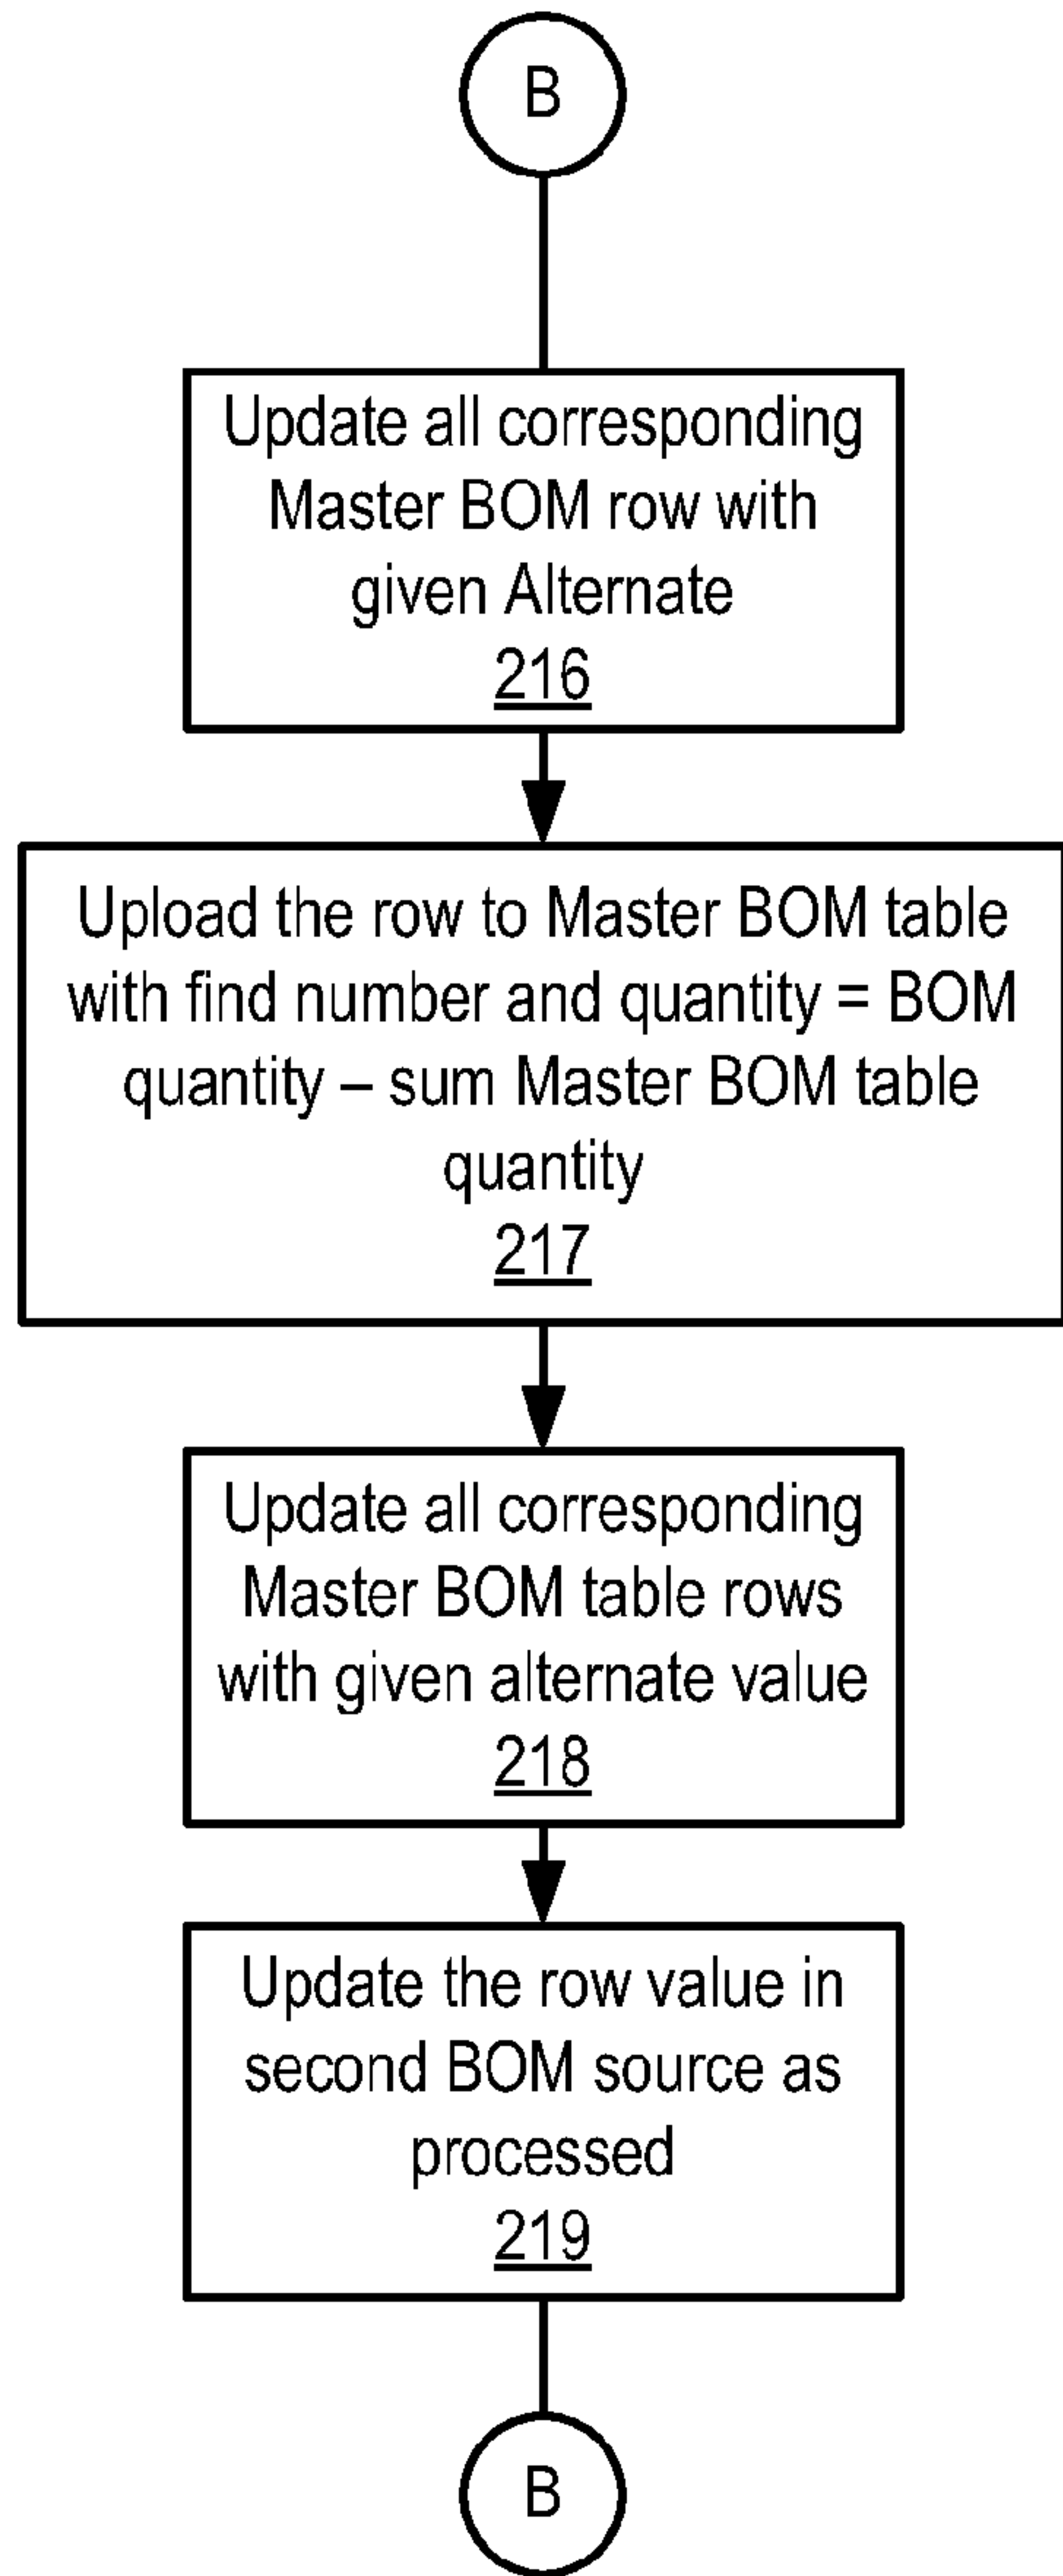 B
Update all corresponding
Master BOM row with
given Alternate
216
Upload the row to Master BOM table
with find number and quantity = BOM
quantity – sum Master BOM table
quantity
217
Update all corresponding
Master BOM table rows
with given alternate value
218
Update the row value in
second BOM source as
processed
219
B